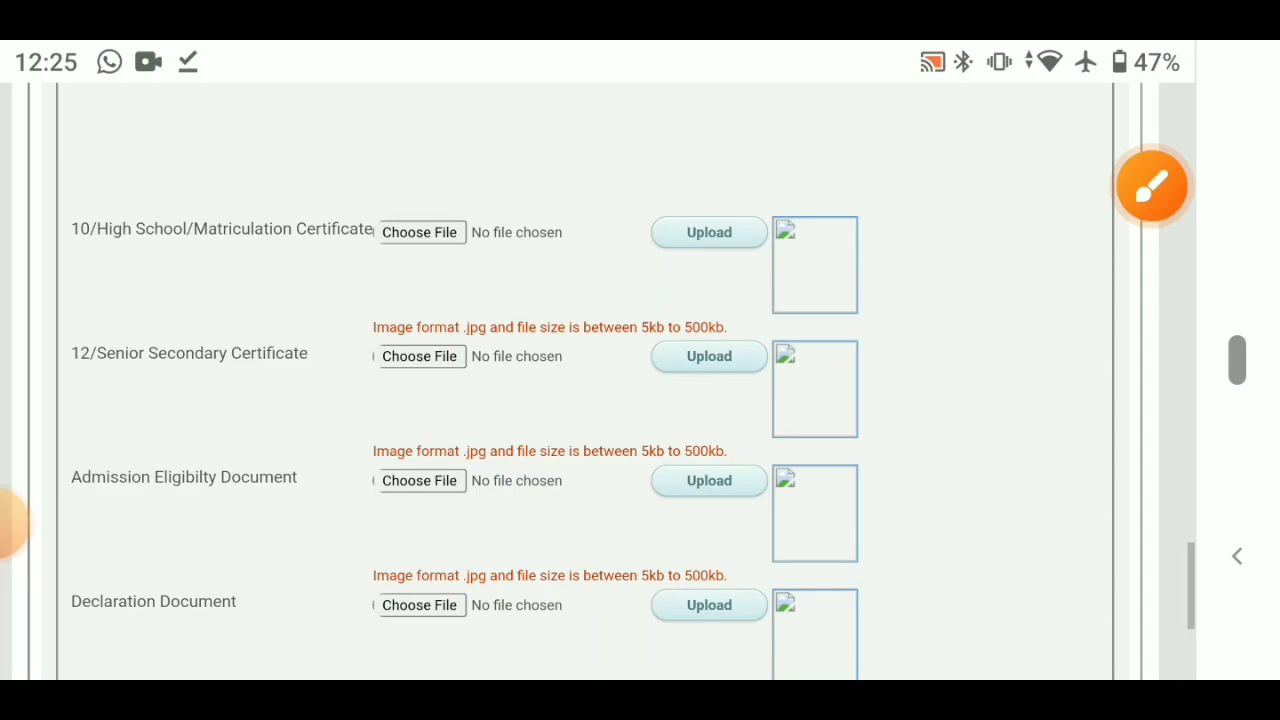 12:25 47%
10/High School/Matriculation Certificate Choose File No file chosen Upload
Image format .jpg and file size is between 5kb to 500kb.
12/Senior Secondary Certificate Choose File No file chosen Upload
Image format .jpg and file size is between 5kb to 500kb.
Admission Eligibilty Document Choose File No file chosen Upload
Image format .jpg and file size is between 5kb to 500kb.
Declaration Document Choose File No file chosen Upload